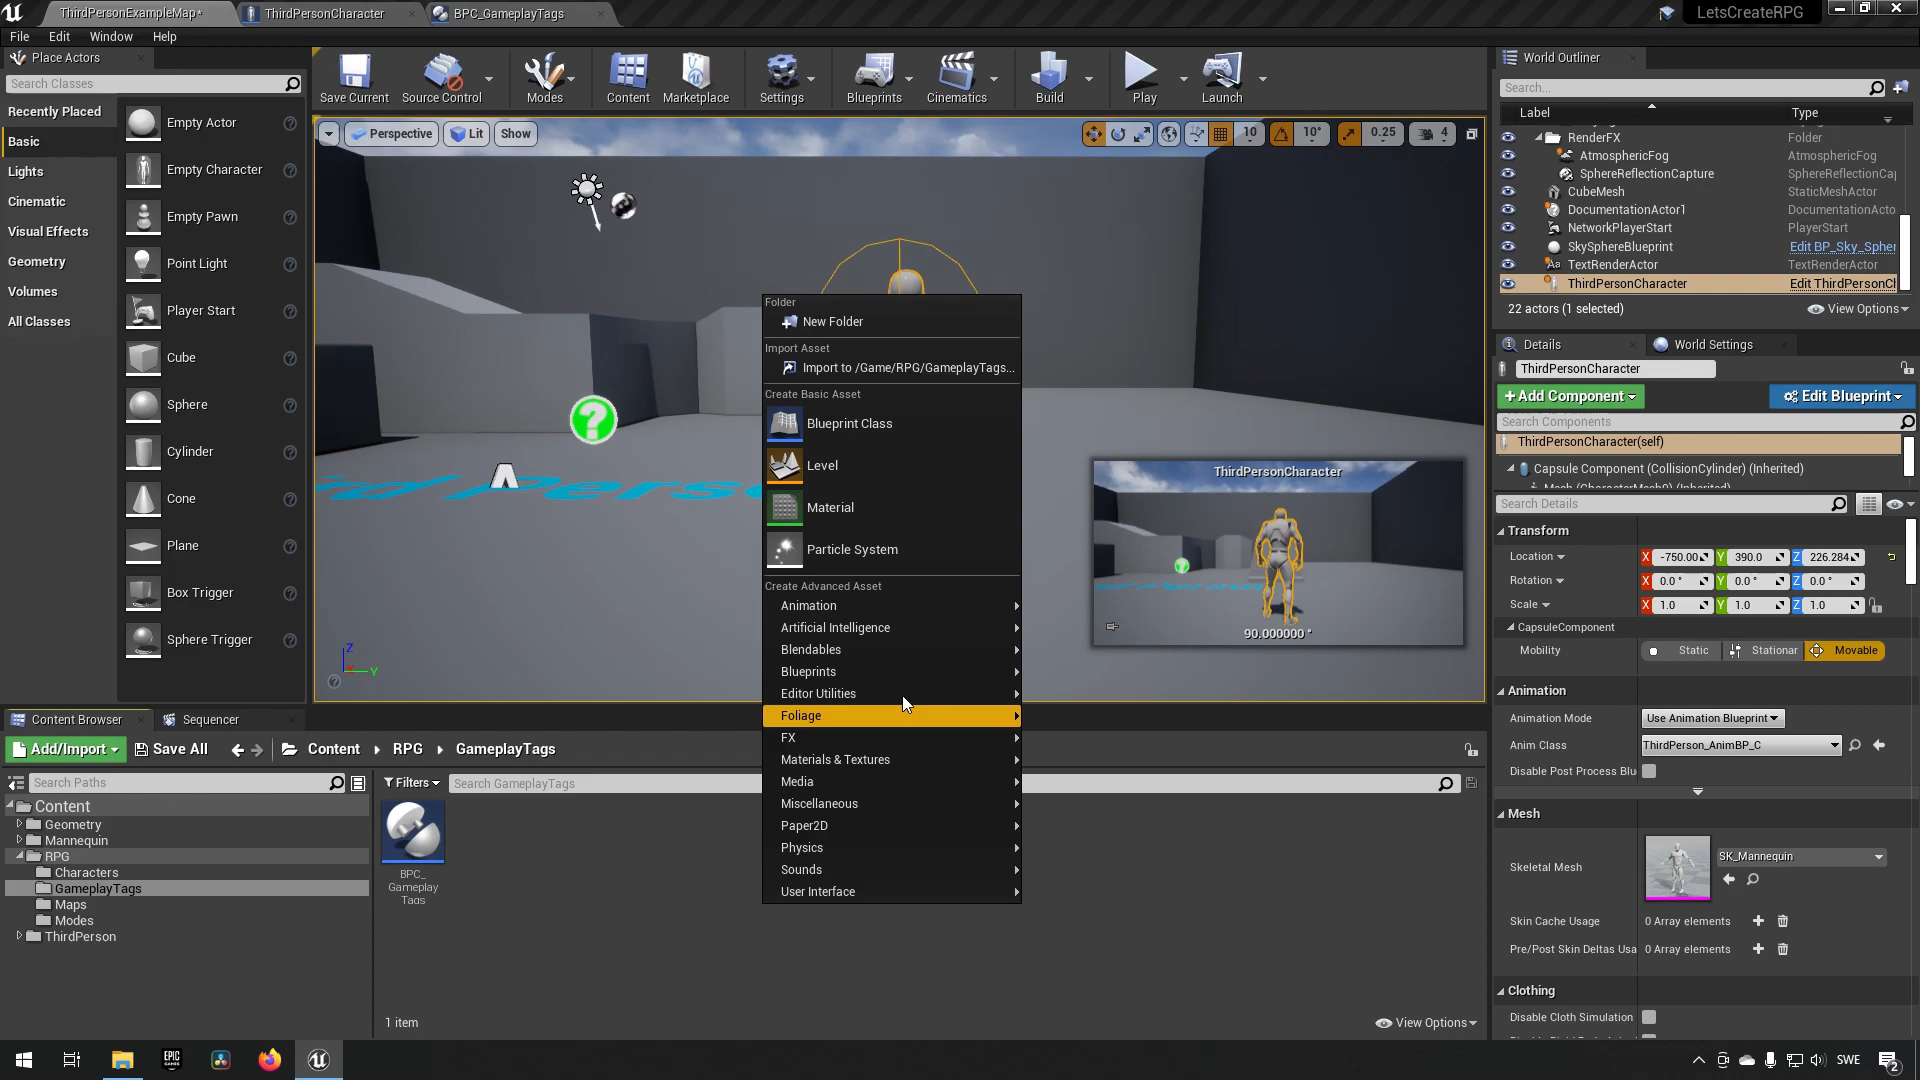 ThirdPersonExampleMap*
ThirdPersonCharacter
BPC_GameplayTags
LetsCreateRPG
File
Edit
Window
Help
Place Actors
Search Classes
Recently Placed
Basic
Lights
Cinematic
Visual Effects
Geometry
Volumes
All Classes
Empty Actor
Empty Character
Empty Pawn
Point Light
Player Start
Cube
Sphere
Cylinder
Cone
Plane
Box Trigger
Sphere Trigger
Save Current
Source Control
Modes
Content
Marketplace
Settings
Blueprints
Cinematics
Build
Play
Launch
Perspective
Lit
Show
10
10°
0.25
4
Folder
New Folder
Import Asset
Import to /Game/RPG/GameplayTags...
Create Basic Asset
Blueprint Class
Level
Material
Particle System
Create Advanced Asset
Animation
Artificial Intelligence
Blendables
Blueprints
Editor Utilities
Foliage
FX
Materials & Textures
Media
Miscellaneous
Paper2D
Physics
Sounds
User Interface
ThirdPersonCharacter
90.000000 °
Z
Y
World Outliner
Search...
Label
Type
RenderFX
Folder
AtmosphericFog
AtmosphericFog
SphereReflectionCapture
SphereReflectionCap
CubeMesh
StaticMeshActor
DocumentationActor1
DocumentationActo
NetworkPlayerStart
PlayerStart
SkySphereBlueprint
Edit BP_Sky_Spher
TextRenderActor
TextRenderActor
ThirdPersonCharacter
Edit ThirdPersonCl
22 actors (1 selected)
View Options
Details
World Settings
ThirdPersonCharacter
+Add Component
Edit Blueprint
Search Components
ThirdPersonCharacter(self)
Capsule Component (CollisionCylinder) (Inherited)
Mesh (CharacterMesh0) (Inherited)
Search Details
Transform
Location
X
-750.00
Y
390.0
Z
226.284
Rotation
X
0.0 °
Y
0.0 °
Z
0.0 °
Scale
X
1.0
Y
1.0
Z
1.0
CapsuleComponent
Mobility
Static
Stationar
Movable
Animation
Animation Mode
Use Animation Blueprint
Anim Class
ThirdPerson_AnimBP_C
Disable Post Process Blu
Mesh
Skeletal Mesh
SK_Mannequin
Skin Cache Usage
0 Array elements
Pre/Post Skin Deltas Usa
0 Array elements
Clothing
Disable Cloth Simulation
Content Browser
Sequencer
Add/Import
Save All
Content
RPG
GameplayTags
Search Paths
Filters
Search GameplayTags
Content
Geometry
Mannequin
RPG
Characters
GameplayTags
Maps
Modes
ThirdPerson
BPC_
Gameplay
Tags
1 item
View Options
EPIC
GAMES
SWE
2